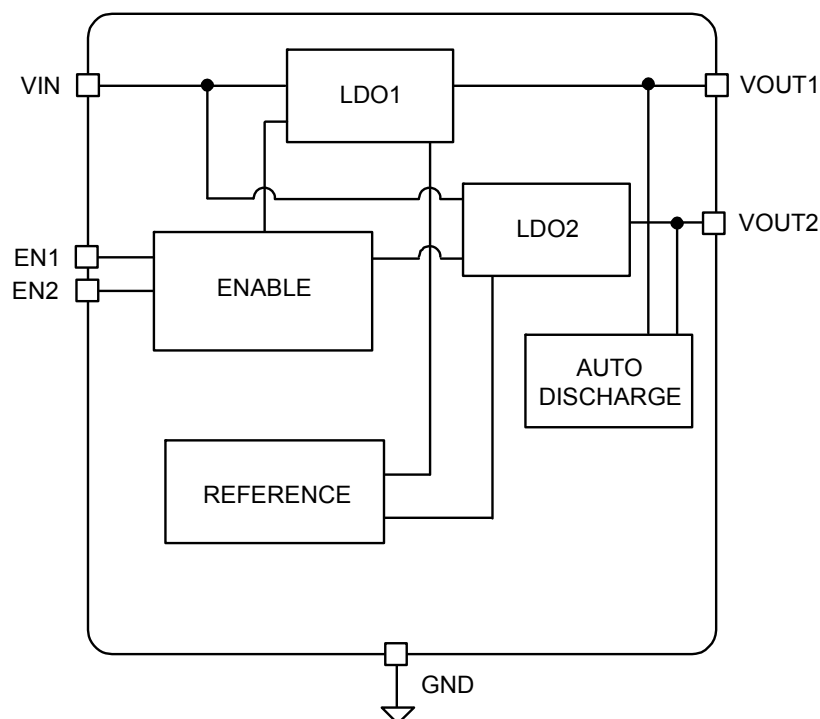 VIN
LDO1
VOUT1
LDO2
VOUT2
EN1
EN2
ENABLE
AUTO
DISCHARGE
REFERENCE
GND